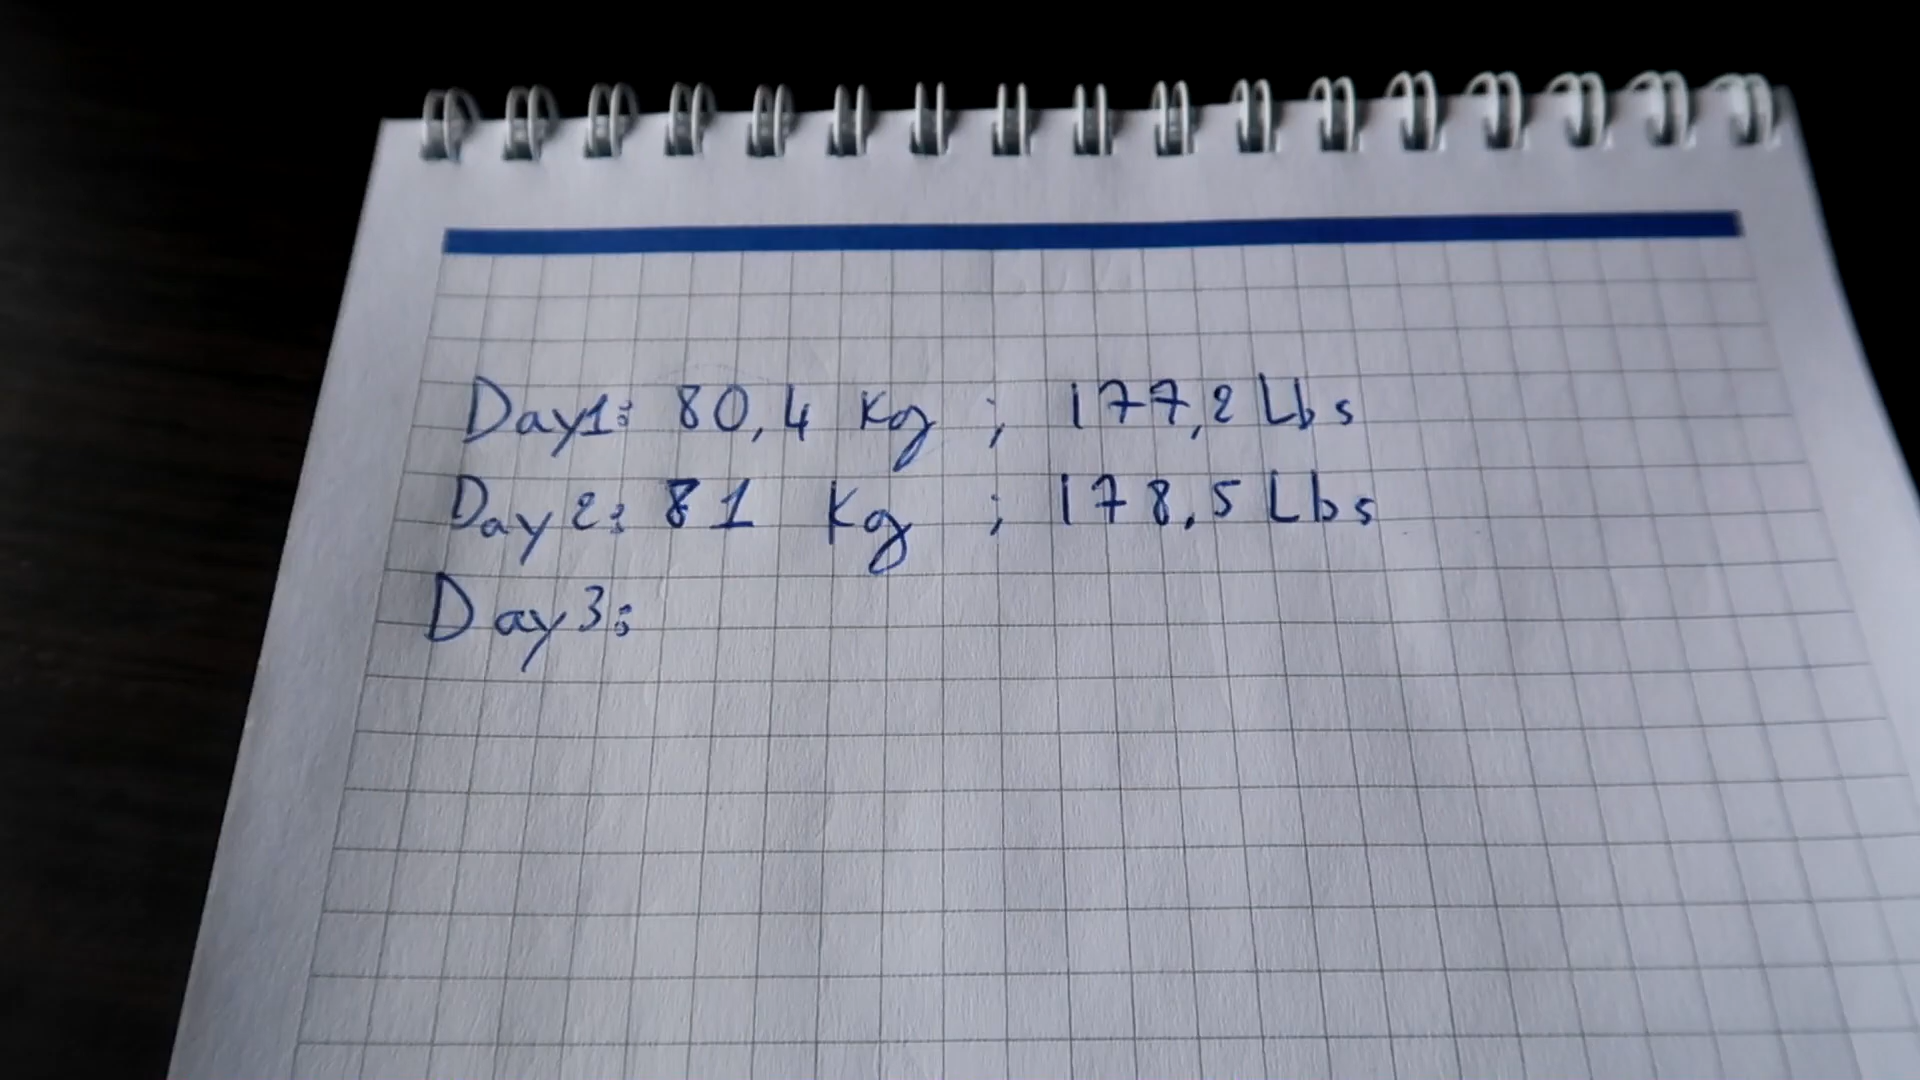 Day1: 80,4 Kg ; 177,2 Lbs
Day2: 81 Kg ; 178,5 Lbs
Day3: